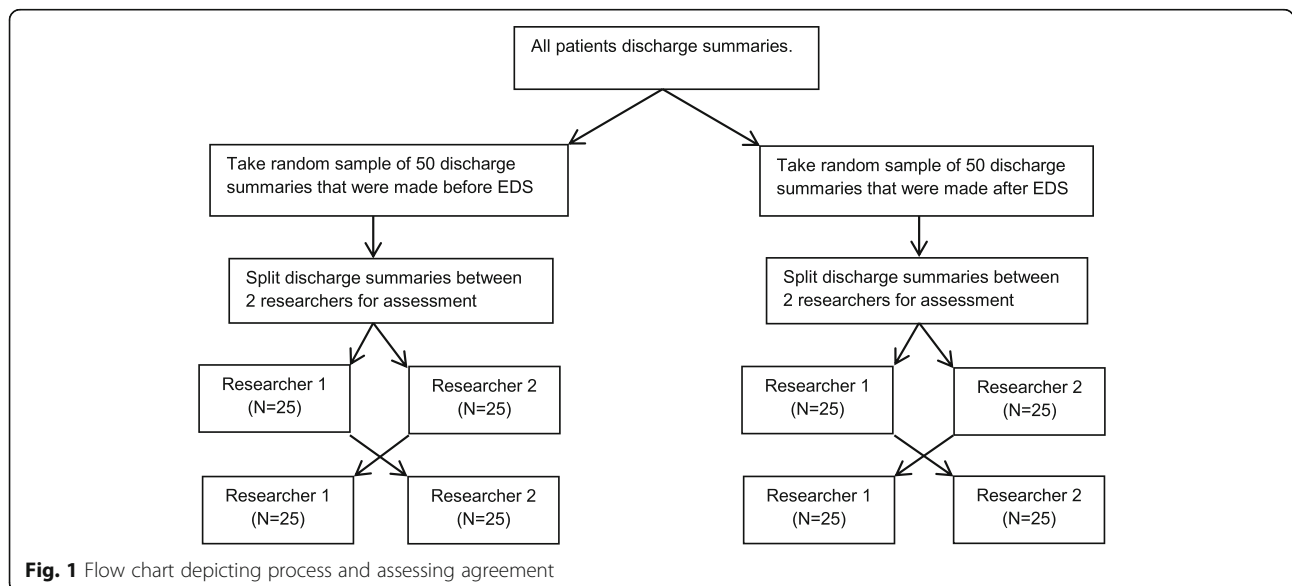 All patients discharge summaries.
Take random sample of 50 discharge
summaries that were made before EDS
Take random sample of 50 discharge
summaries that were made after EDS
Split discharge summaries between
2 researchers for assessment
Split discharge summaries between
2 researchers for assessment
Researcher 1
(N=25)
Researcher 2
(N=25)
Researcher 1
(N=25)
Researcher 2
(N=25)
Researcher 1
(N=25)
Researcher 2
(N=25)
Researcher 1
(N=25)
Researcher 2
(N=25)
Fig. 1 Flow chart depicting process and assessing agreement